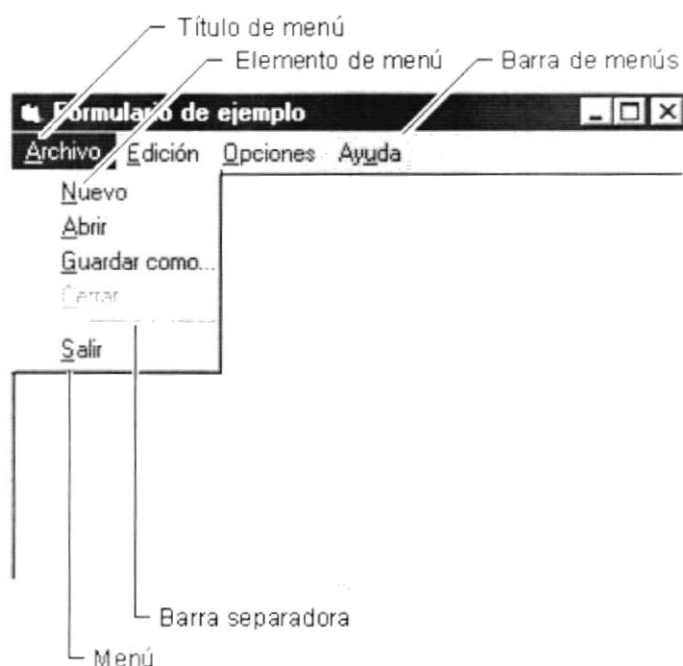 Título de menú
Elemento de menú
Barra de menús
Formulario de ejemplo
Archivo Edición Opciones Ayuda
Nuevo
Abrir
Guardar como...
Cerrar
Salir
Barra separadora
Menú